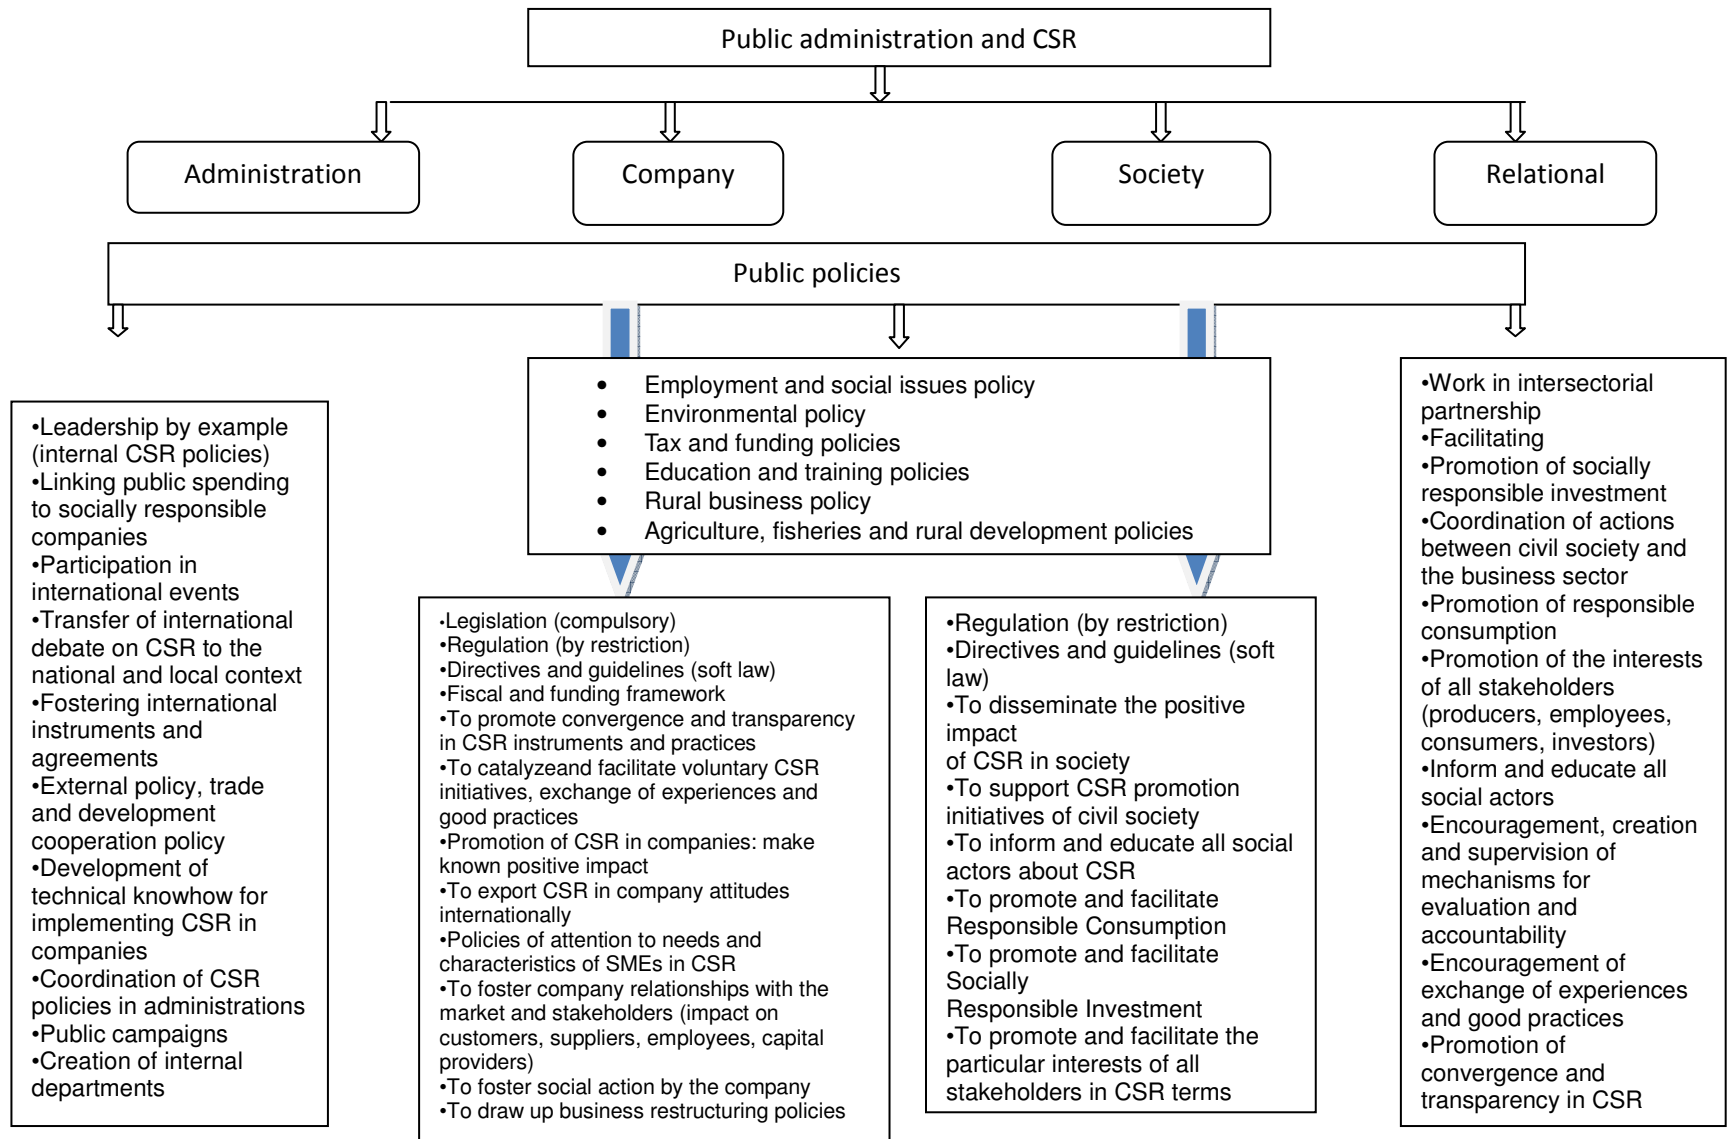 Public administration and CSR
Administration
Company
Society
Relational
Public policies
• Employment and social issues policy
• Environmental policy
• Tax and funding policies
• Education and training policies
• Rural business policy
• Agriculture, fisheries and rural development policies
•Leadership by example
(internal CSR policies)
•Linking public spending
to socially responsible
companies
•Participation in
international events
•Transfer of international
debate on CSR to the
national and local context
•Fostering international
instruments and
agreements
•External policy, trade
and development
cooperation policy
•Development of
technical knowhow for
implementing CSR in
companies
•Coordination of CSR
policies in administrations
•Public campaigns
•Creation of internal
departments
•Legislation (compulsory)
•Regulation (by restriction)
•Directives and guidelines (soft law)
•Fiscal and funding framework
•To promote convergence and transparency
in CSR instruments and practices
•To catalyzeand facilitate voluntary CSR
initiatives, exchange of experiences and
good practices
•Promotion of CSR in companies: make
known positive impact
•To export CSR in company attitudes
internationally
•Policies of attention to needs and
characteristics of SMEs in CSR
•To foster company relationships with the
market and stakeholders (impact on
customers, suppliers, employees, capital
providers)
•To foster social action by the company
•To draw up business restructuring policies
•Regulation (by restriction)
•Directives and guidelines (soft
law)
•To disseminate the positive
impact
of CSR in society
•To support CSR promotion
initiatives of civil society
•To inform and educate all social
actors about CSR
•To promote and facilitate
Responsible Consumption
•To promote and facilitate
Socially
Responsible Investment
•To promote and facilitate the
particular interests of all
stakeholders in CSR terms
•Work in intersectorial
partnership
•Facilitating
•Promotion of socially
responsible investment
•Coordination of actions
between civil society and
the business sector
•Promotion of responsible
consumption
•Promotion of the interests
of all stakeholders
(producers, employees,
consumers, investors)
•Inform and educate all
social actors
•Encouragement, creation
and supervision of
mechanisms for
evaluation and
accountability
•Encouragement of
exchange of experiences
and good practices
•Promotion of
convergence and
transparency in CSR